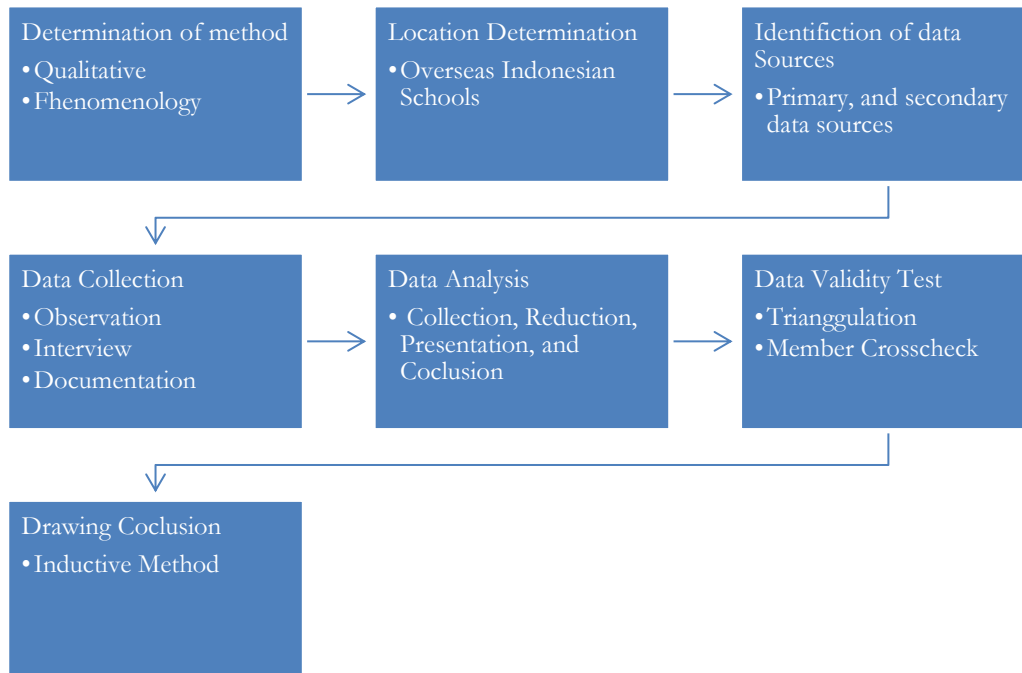 Determination of method
• Qualitative
• Fhenomenology
Location Determination
• Overseas Indonesian
Schools
Identifiction of data
Sources
• Primary, and secondary
data sources
Data Collection
• Observation
• Interview
• Documentation
Data Analysis
• Collection, Reduction,
Presentation, and
Coclusion
Data Validity Test
• Trianggulation
• Member Crosscheck
Drawing Coclusion
• Inductive Method